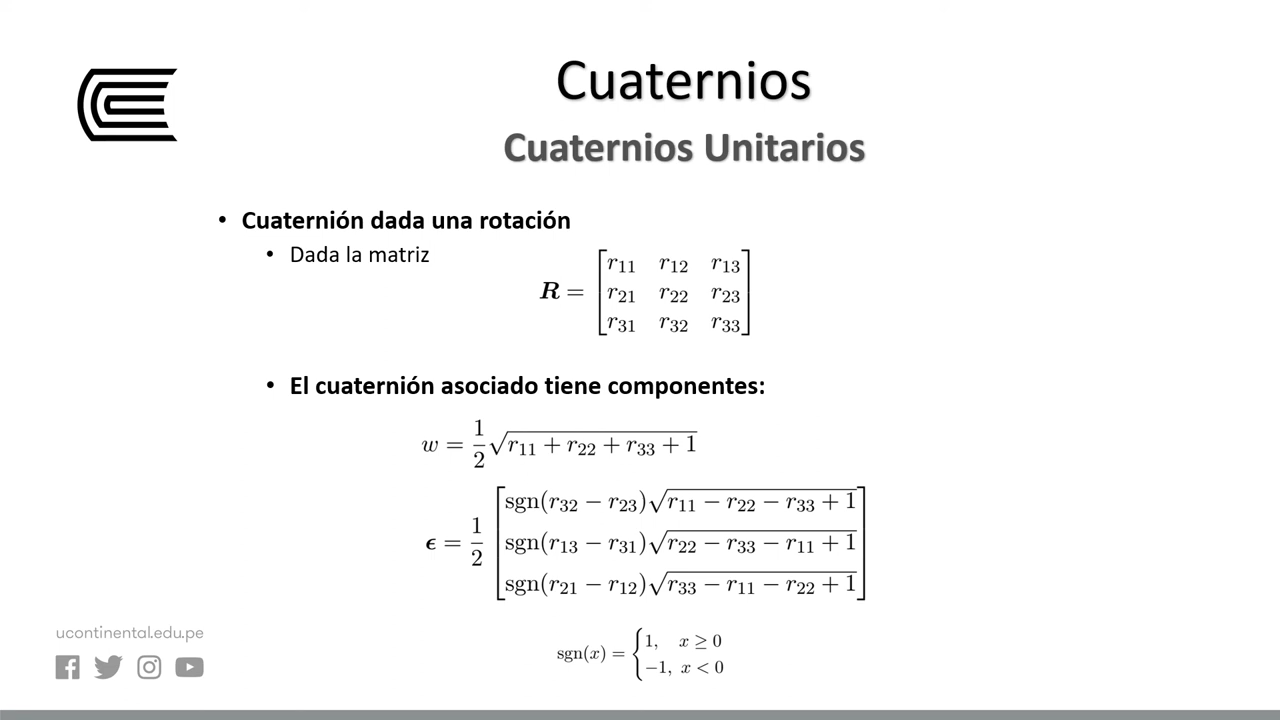 Cuaternios
Cuaternios Unitarios
• Cuaternión dada una rotación
• Dada la matriz
R = [r11 r12 r13
r21 r22 r23
r31 r32 r33]
• El cuaternión asociado tiene componentes:
w = 1/2 √(r11 + r22 + r33 + 1)
ϵ = 1/2 [sgn(r32 − r23)√(r11 − r22 − r33 + 1)
sgn(r13 − r31)√(r22 − r33 − r11 + 1)
sgn(r21 − r12)√(r33 − r11 − r22 + 1)]
sgn(x) = {1, x ≥ 0
−1, x < 0
ucontinental.edu.pe